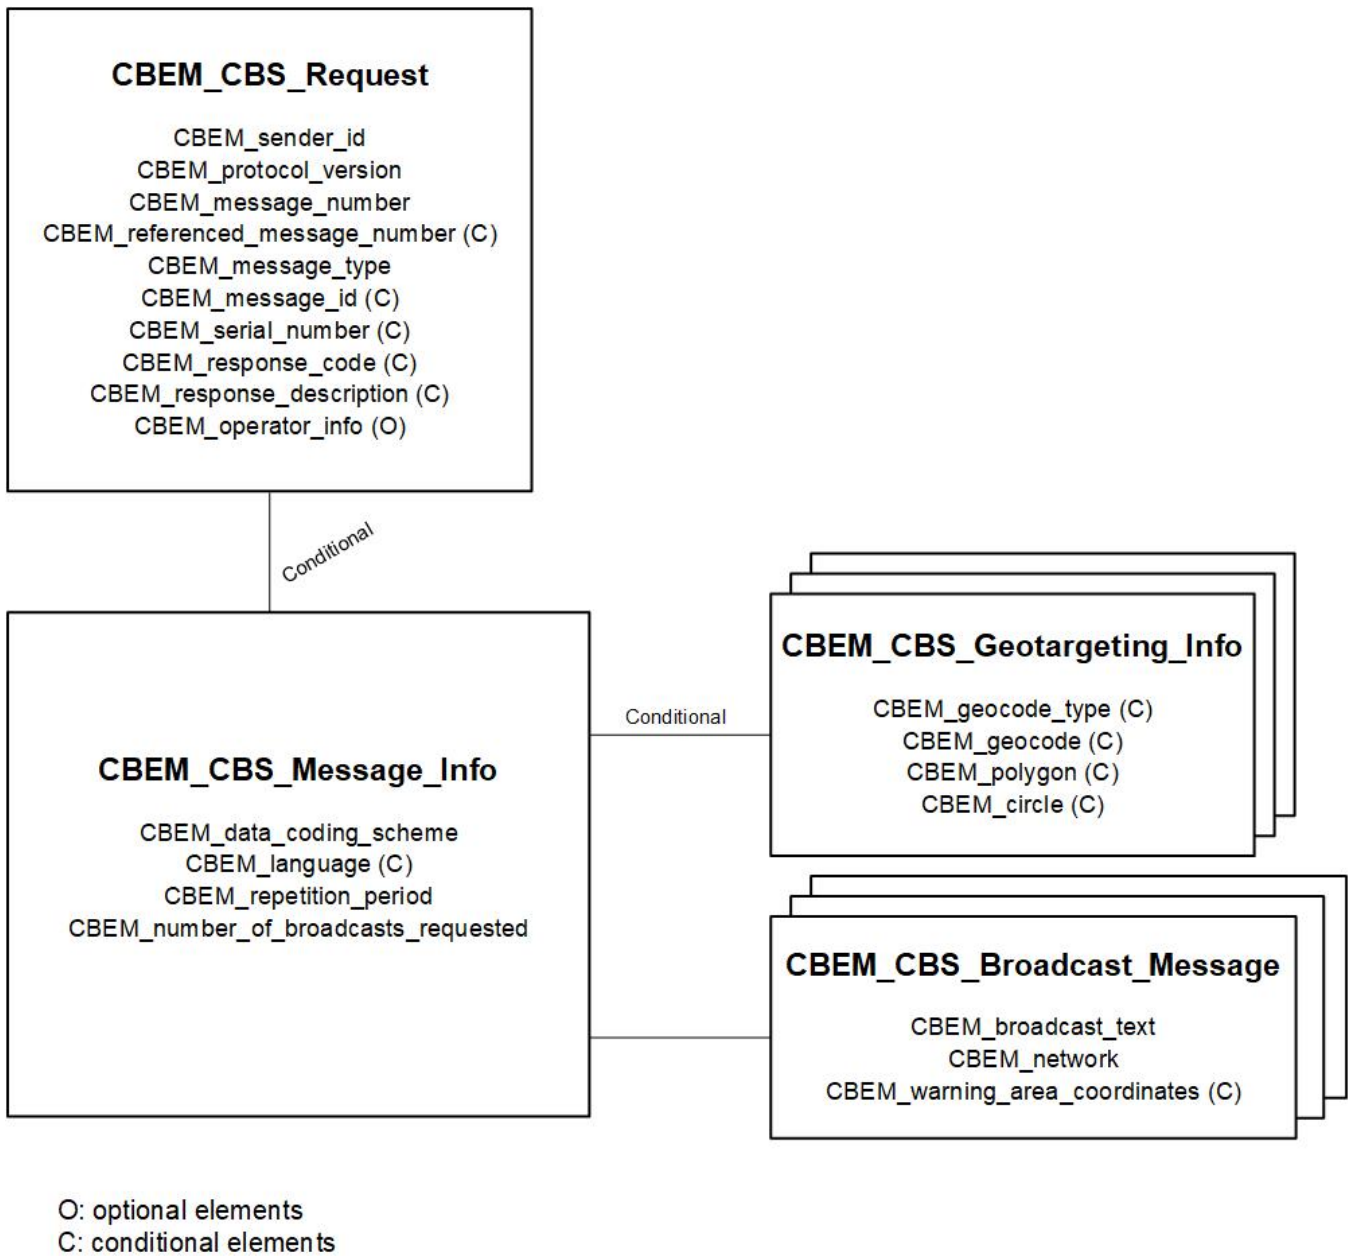 CBEM_CBS_Request
CBEM_sender_id
CBEM_protocol_version
CBEM_message_number
CBEM_referenced_message_number (C)
CBEM_message_type
CBEM_message_id (C)
CBEM_serial_number (C)
CBEM_response_code (C)
CBEM_response_description (C)
CBEM_operator_info (O)
Conditional
CBEM_CBS_Message_Info
CBEM_data_coding_scheme
CBEM_language (C)
CBEM_repetition_period
CBEM_number_of_broadcasts_requested
Conditional
CBEM_CBS_Geotargeting_Info
CBEM_geocode_type (C)
CBEM_geocode (C)
CBEM_polygon (C)
CBEM_circle (C)
CBEM_CBS_Broadcast_Message
CBEM_broadcast_text
CBEM_network
CBEM_warning_area_coordinates (C)
O: optional elements
C: conditional elements